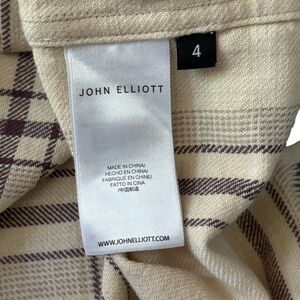 4
JOHN ELLIOTT
MADE IN CHINA/
HECHO EN CHINA/
FABRIQUÉ EN CHINE/
FATTO IN CINA
/中国制造
WWW.JOHNELLIOTT.COM